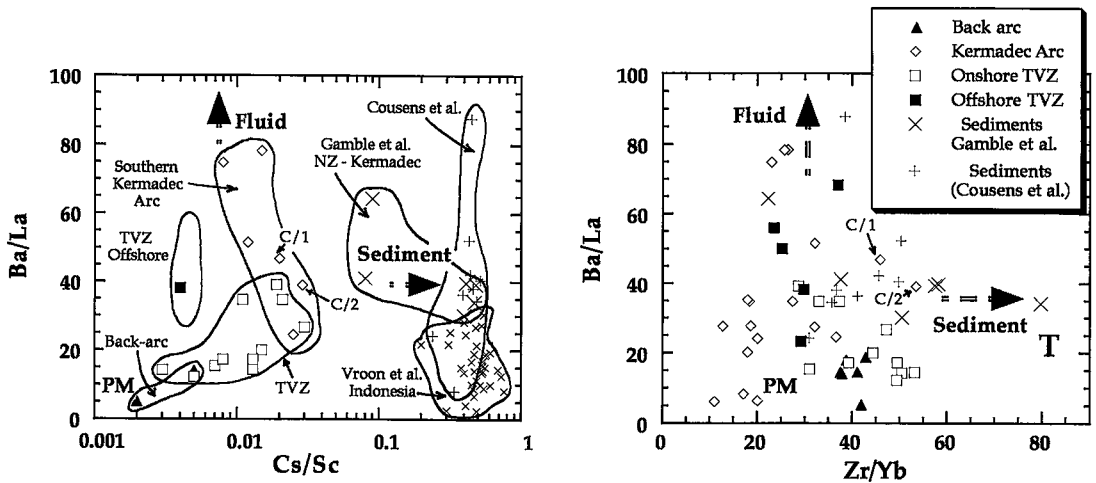 100
80
60
40
20
0
Ba/La
0.001
0.01
0.1
1
Cs/Sc
Fluid
Southern
Kermadec
Arc
TVZ
Offshore
Back-arc
PM
TVZ
C/1
C/2
Gamble et al.
NZ - Kermadec
Cousens et al.
Sediment
Vroon et al.
Indonesia
100
80
60
40
20
0
Ba/La
0
20
40
60
80
Zr/Yb
Fluid
C/1
C/2
Sediment
T
PM
Back arc
Kermadec Arc
Onshore TVZ
Offshore TVZ
Sediments
Gamble et al.
Sediments
(Cousens et al.)